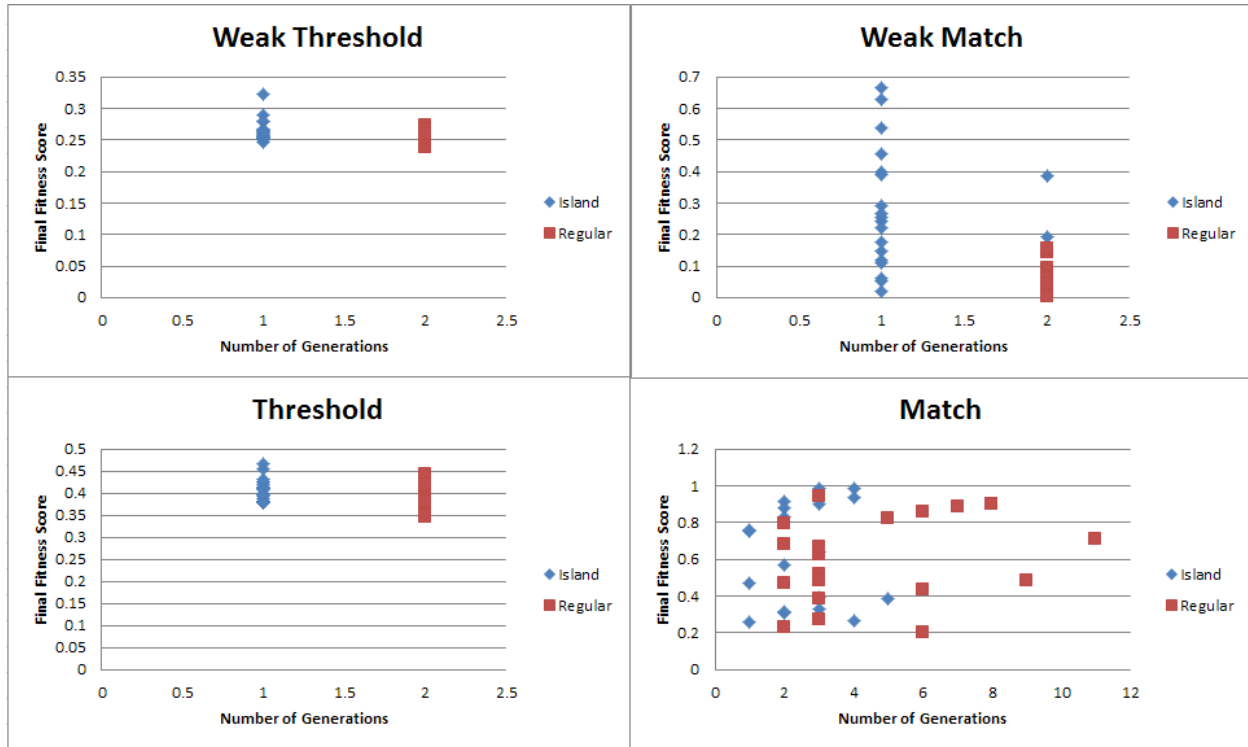 Weak Threshold
Final Fitness Score
0.35
0.3
0.25
0.2
0.15
0.1
0.05
0
0 0.5 1 1.5 2 2.5
Number of Generations
Island
Regular
Weak Match
Final Fitness Score
0.7
0.6
0.5
0.4
0.3
0.2
0.1
0
0 0.5 1 1.5 2 2.5
Number of Generations
Island
Regular
Threshold
Final Fitness Score
0.5
0.45
0.4
0.35
0.3
0.25
0.2
0.15
0.1
0.05
0
0 0.5 1 1.5 2 2.5
Number of Generations
Island
Regular
Match
Final Fitness Score
1.2
1
0.8
0.6
0.4
0.2
0
0 2 4 6 8 10 12
Number of Generations
Island
Regular